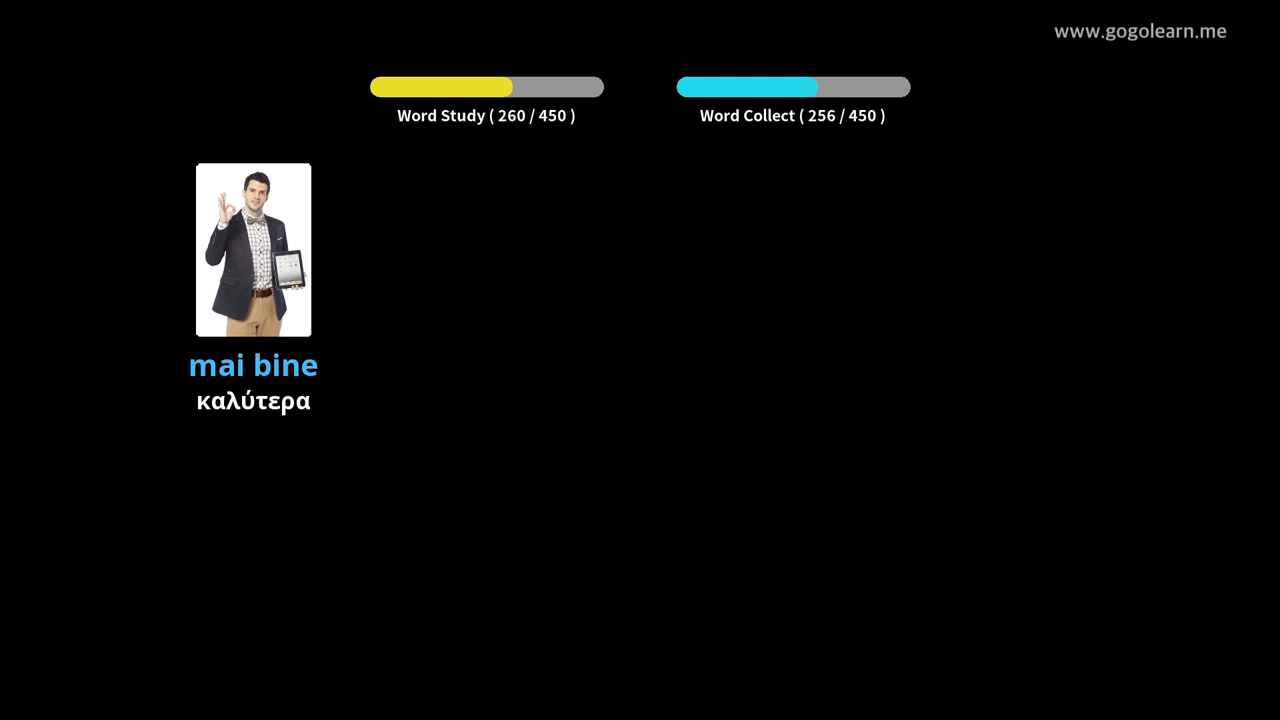 www.gogolearn.me
Word Study ( 260 / 450 )
Word Collect ( 256 / 450 )
mai bine
καλύτερα